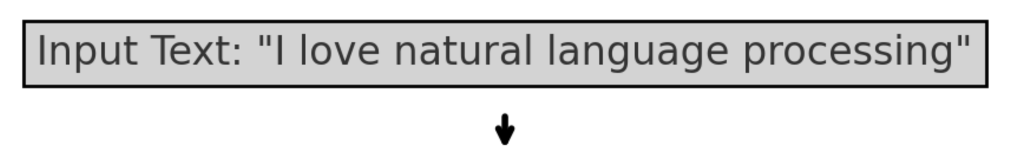 Input Text: "I love natural language processing"